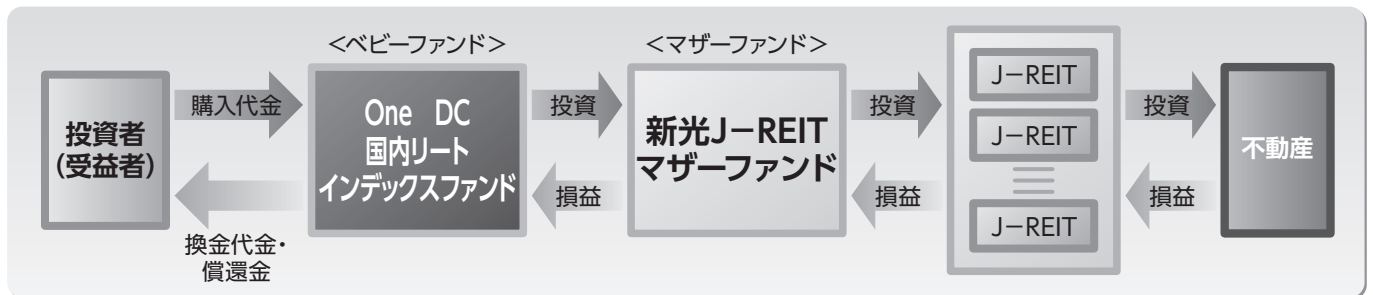 <ベビーファンド>
<マザーファンド>
投資者
(受益者)
購入代金
換金代金・
償還金
One DC
国内リート
インデックスファンド
投資
損益
新光J-REIT
マザーファンド
投資
損益
J-REIT
J-REIT
J-REIT
投資
損益
不動産